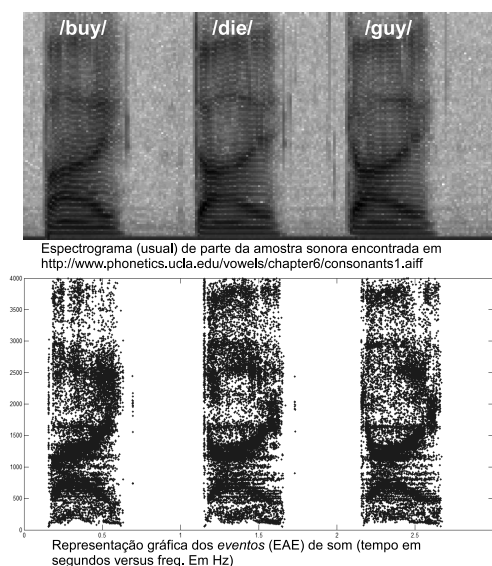 /buy/ /die/ /guy/
Espectrograma (usual) de parte da amostra sonora encontrada em
http://www.phonetics.ucla.edu/vowels/chapter6/consonants1.aiff
4000
3500
3000
2500
2000
1500
1000
500
0
0 0.5 1 1.5 2 2.5
Representação gráfica dos eventos (EAE) de som (tempo em
segundos versus freq. Em Hz)